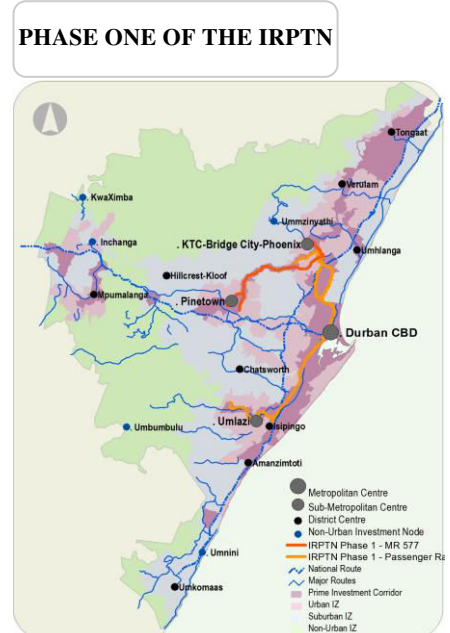 PHASE ONE OF THE IRPTN
Tongaat
Verulam
. KwaXimba
Ummzinyathi
. Inchanga
. KTC-Bridge City-Phoenix
Umhlanga
Hillcrest-Kloof
Mpumalanga
. Pinetown
. Durban CBD
Chatsworth
. Umlazi
Isipingo
. Umbumbulu
Amanzimtoti
. Umnini
Umkomaas
Metropolitan Centre
Sub-Metropolitan Centre
District Centre
Non-Urban Investment Node
IRPTN Phase 1 - MR 577
IRPTN Phase 1 - Passenger Ra
National Route
Major Routes
Prime Investment Corridor
Urban IZ
Suburban IZ
Non-Urban IZ